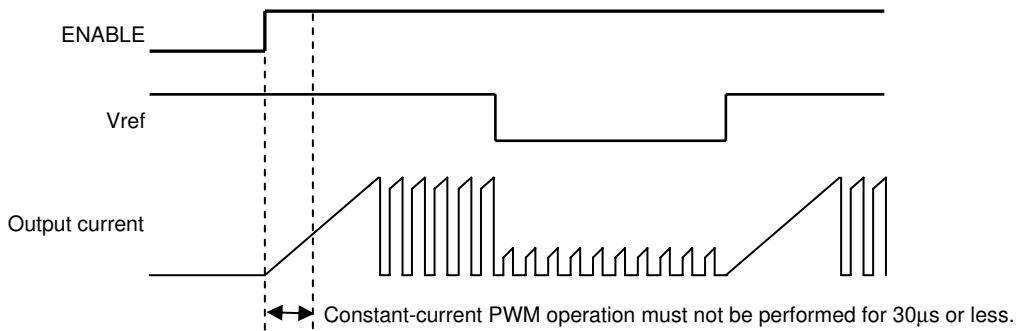 ENABLE
Vref
Output current
Constant-current PWM operation must not be performed for 30μs or less.